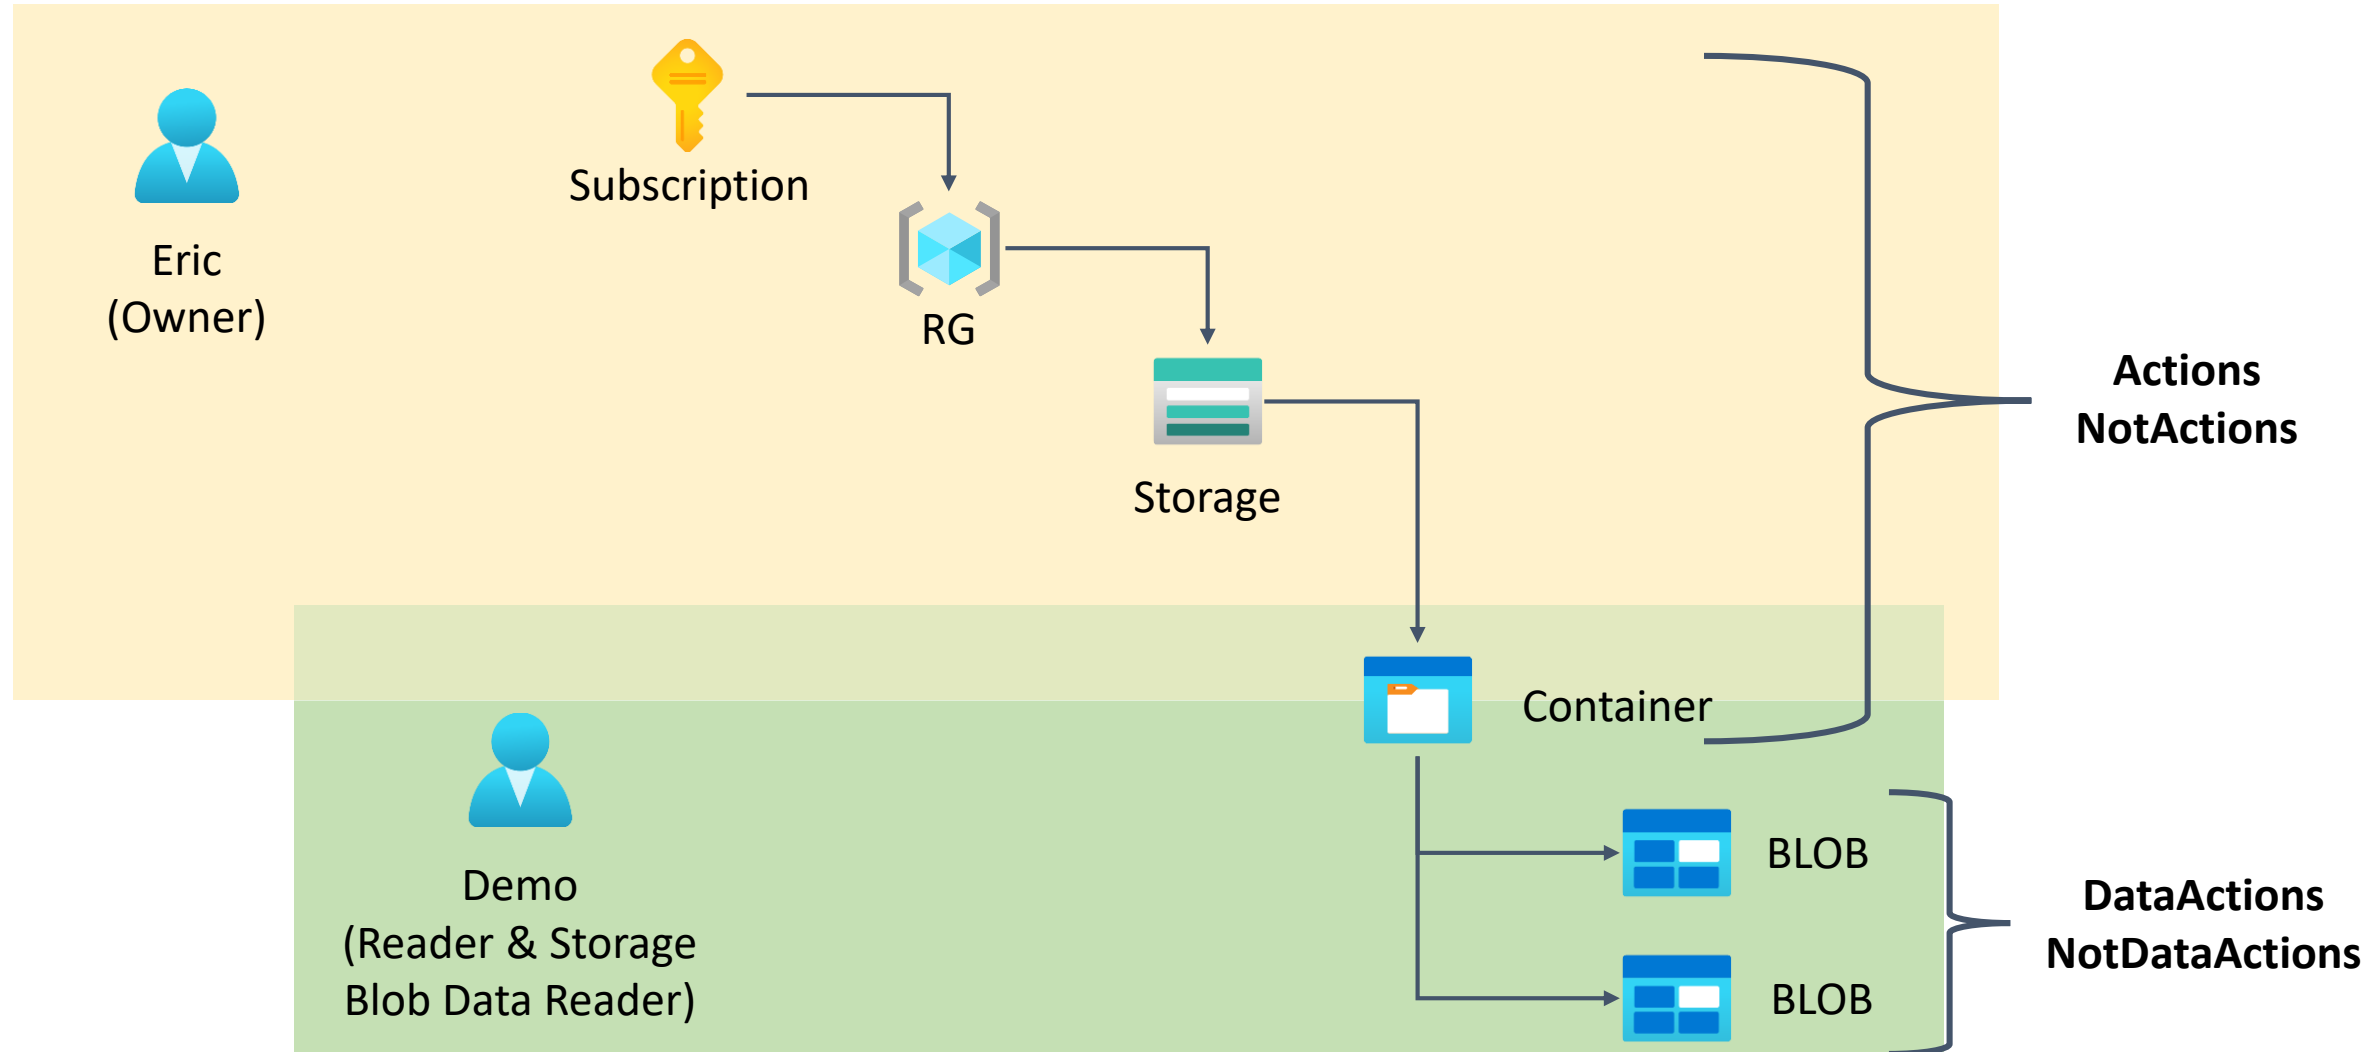 Subscription
Eric
(Owner)
RG
Storage
Actions
NotActions
Container
Demo
(Reader & Storage
Blob Data Reader)
BLOB
BLOB
DataActions
NotDataActions